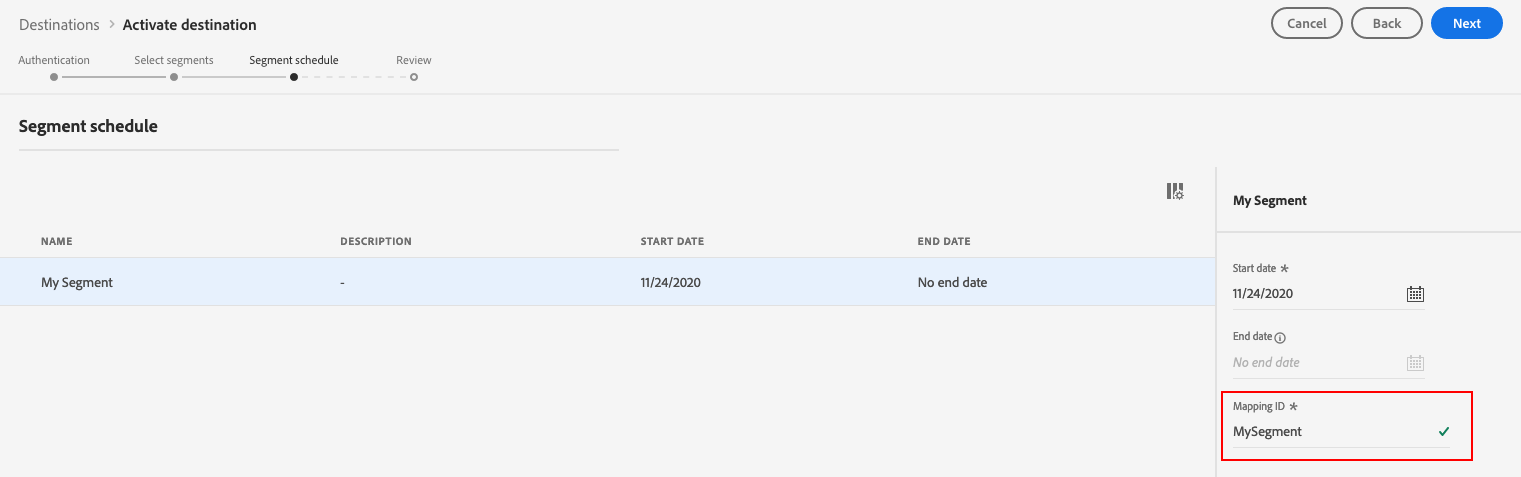 Destinations > Activate destination
Cancel
Back
Next
Authentication
Select segments
Segment schedule
Review
Segment schedule
NAME DESCRIPTION START DATE END DATE
My Segment - 11/24/2020 No end date
My Segment
Start date *
11/24/2020
End date
No end date
Mapping ID *
MySegment